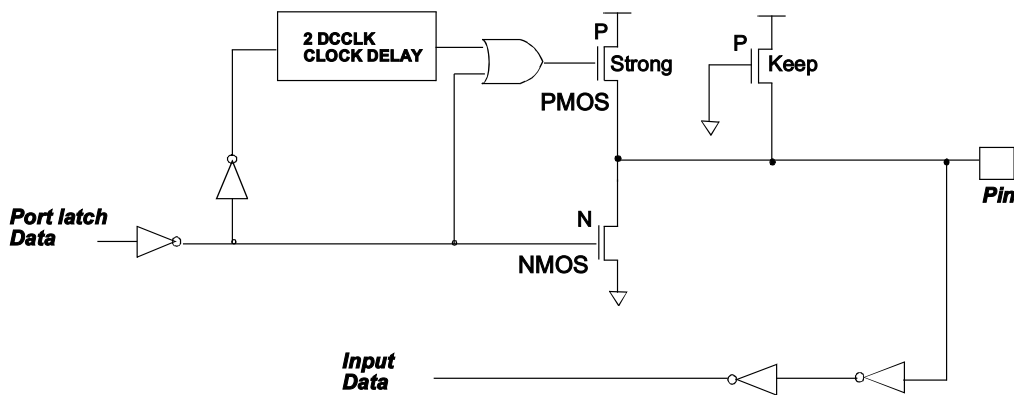 2 DCCLK
CLOCK DELAY
P
Strong
PMOS
P
Keep
Pin
Port latch
Data
N
NMOS
Input
Data